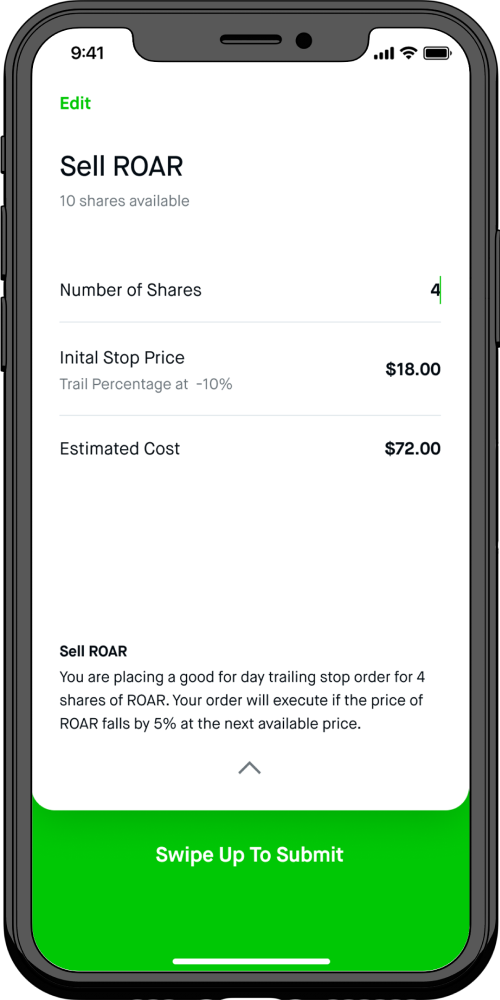 9:41
Edit
Sell ROAR
10 shares available
Number of Shares 4
Inital Stop Price
Trail Percentage at -10%
$18.00
Estimated Cost $72.00
Sell ROAR
You are placing a good for day trailing stop order for 4
shares of ROAR. Your order will execute if the price of
ROAR falls by 5% at the next available price.
Swipe Up To Submit